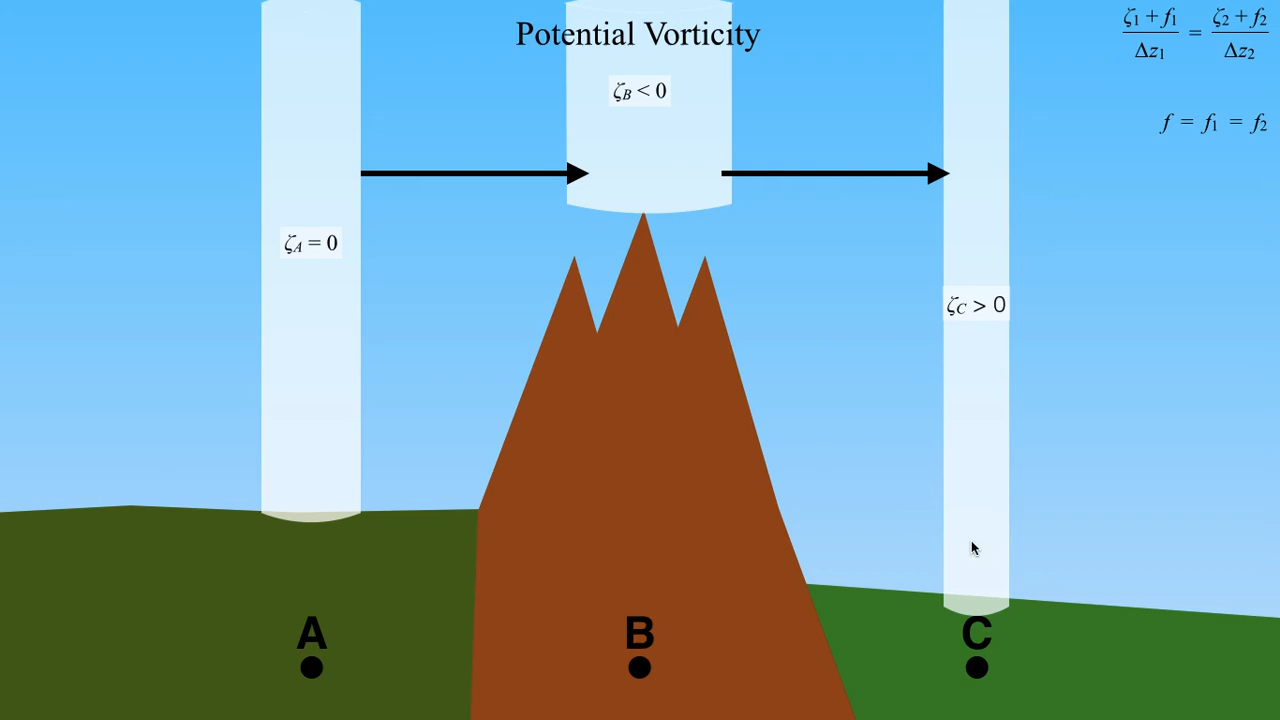 Potential Vorticity
ζ1 + f1 / Δz1 = ζ2 + f2 / Δz2
f = f1 = f2
ζB < 0
ζA = 0
ζC > 0
A
B
C